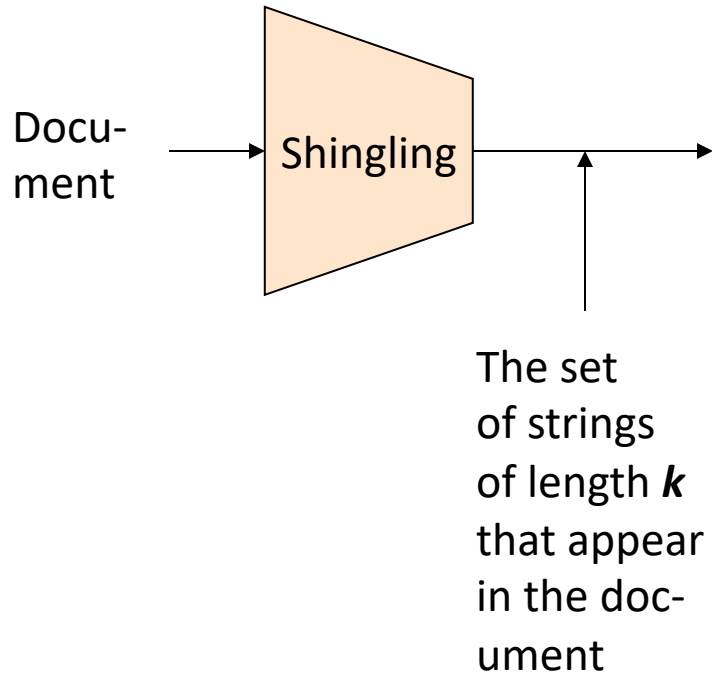 Docu-
ment
Shingling
The set
of strings
of length k
that appear
in the doc-
ument